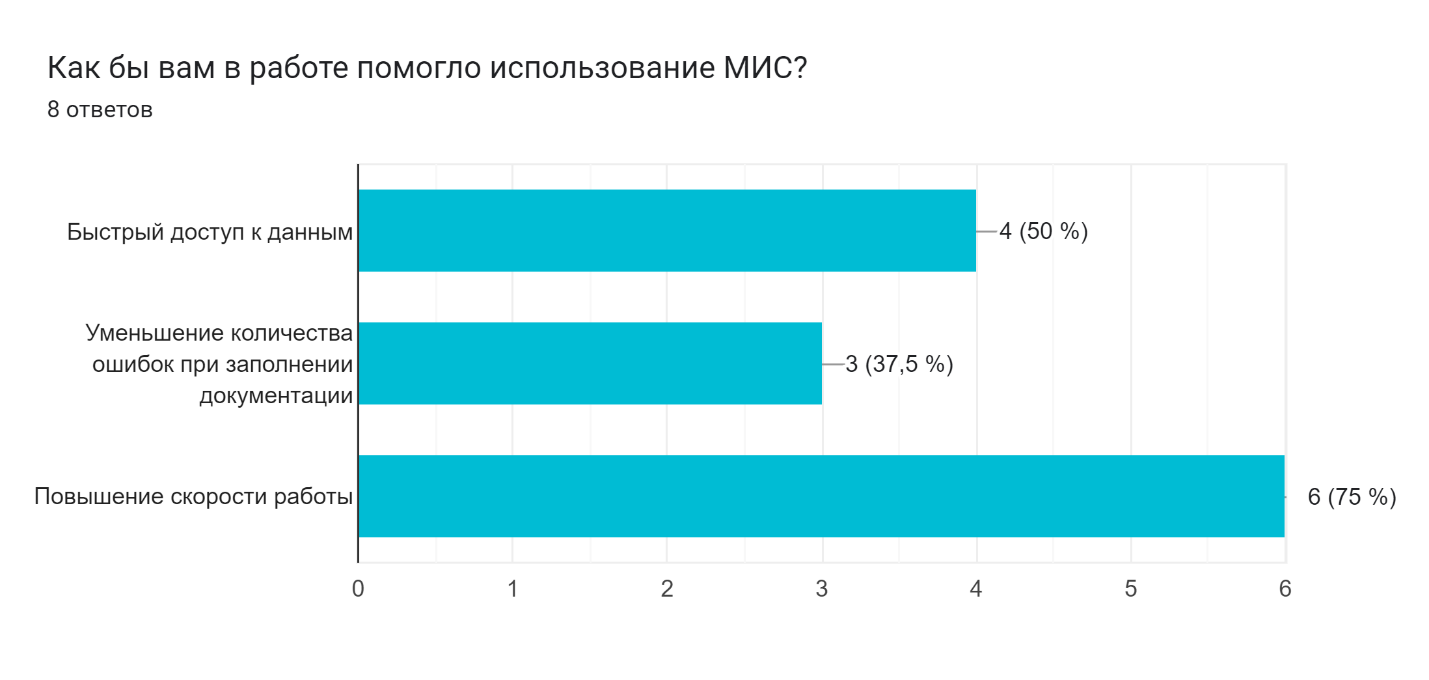 Как бы вам в работе помогло использование МИС?
8 ответов
Быстрый доступ к данным
4 (50 %)
Уменьшение количества
ошибок при заполнении
документации
3 (37,5 %)
Повышение скорости работы
6 (75 %)
0 1 2 3 4 5 6